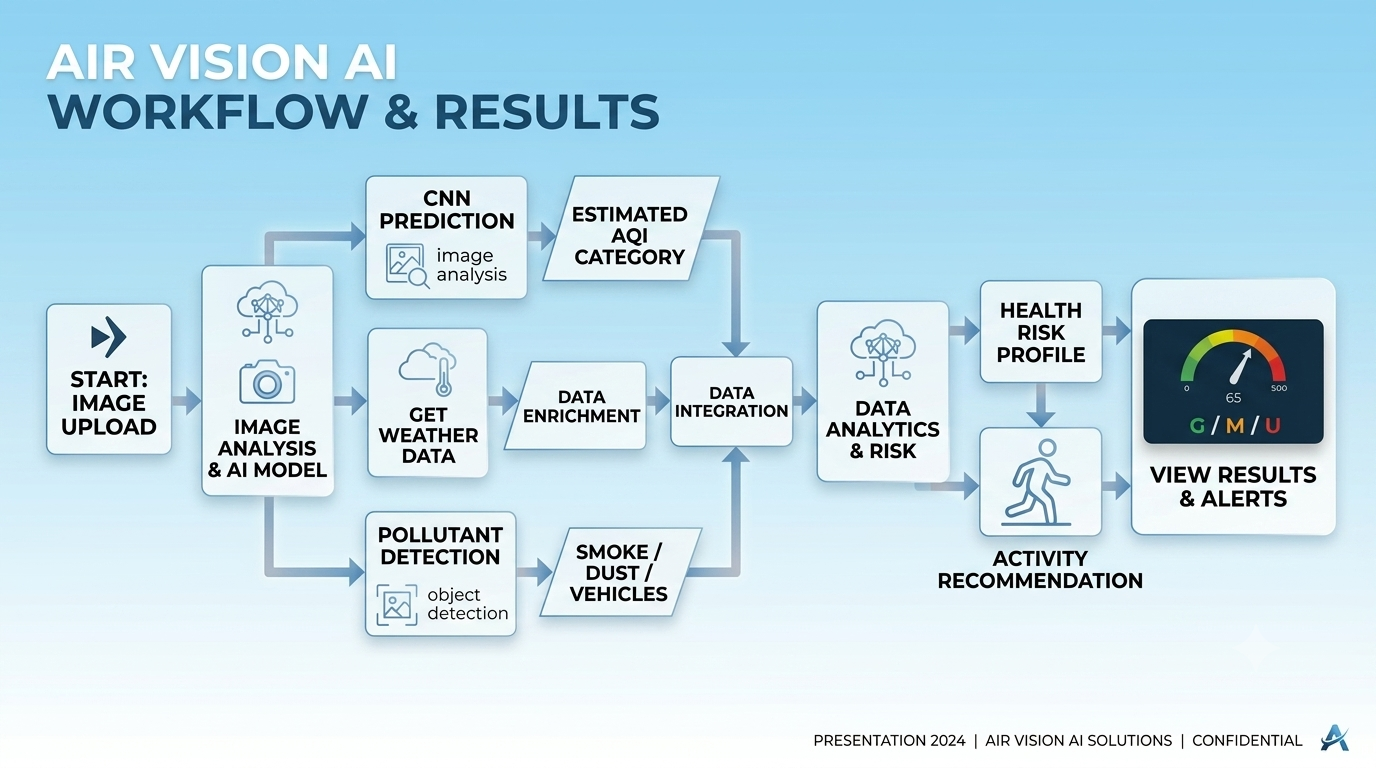 AIR VISION AI
WORKFLOW & RESULTS
START:
IMAGE
UPLOAD
IMAGE
ANALYSIS
& AI MODEL
CNN
PREDICTION
image
analysis
ESTIMATED
AQI
CATEGORY
GET
WEATHER
DATA
DATA
ENRICHMENT
POLLUTANT
DETECTION
object
detection
SMOKE /
DUST /
VEHICLES
DATA
INTEGRATION
DATA
ANALYTICS
& RISK
HEALTH
RISK
PROFILE
ACTIVITY
RECOMMENDATION
0
500
65
G / M / U
VIEW RESULTS
& ALERTS
PRESENTATION 2024 | AIR VISION AI SOLUTIONS | CONFIDENTIAL